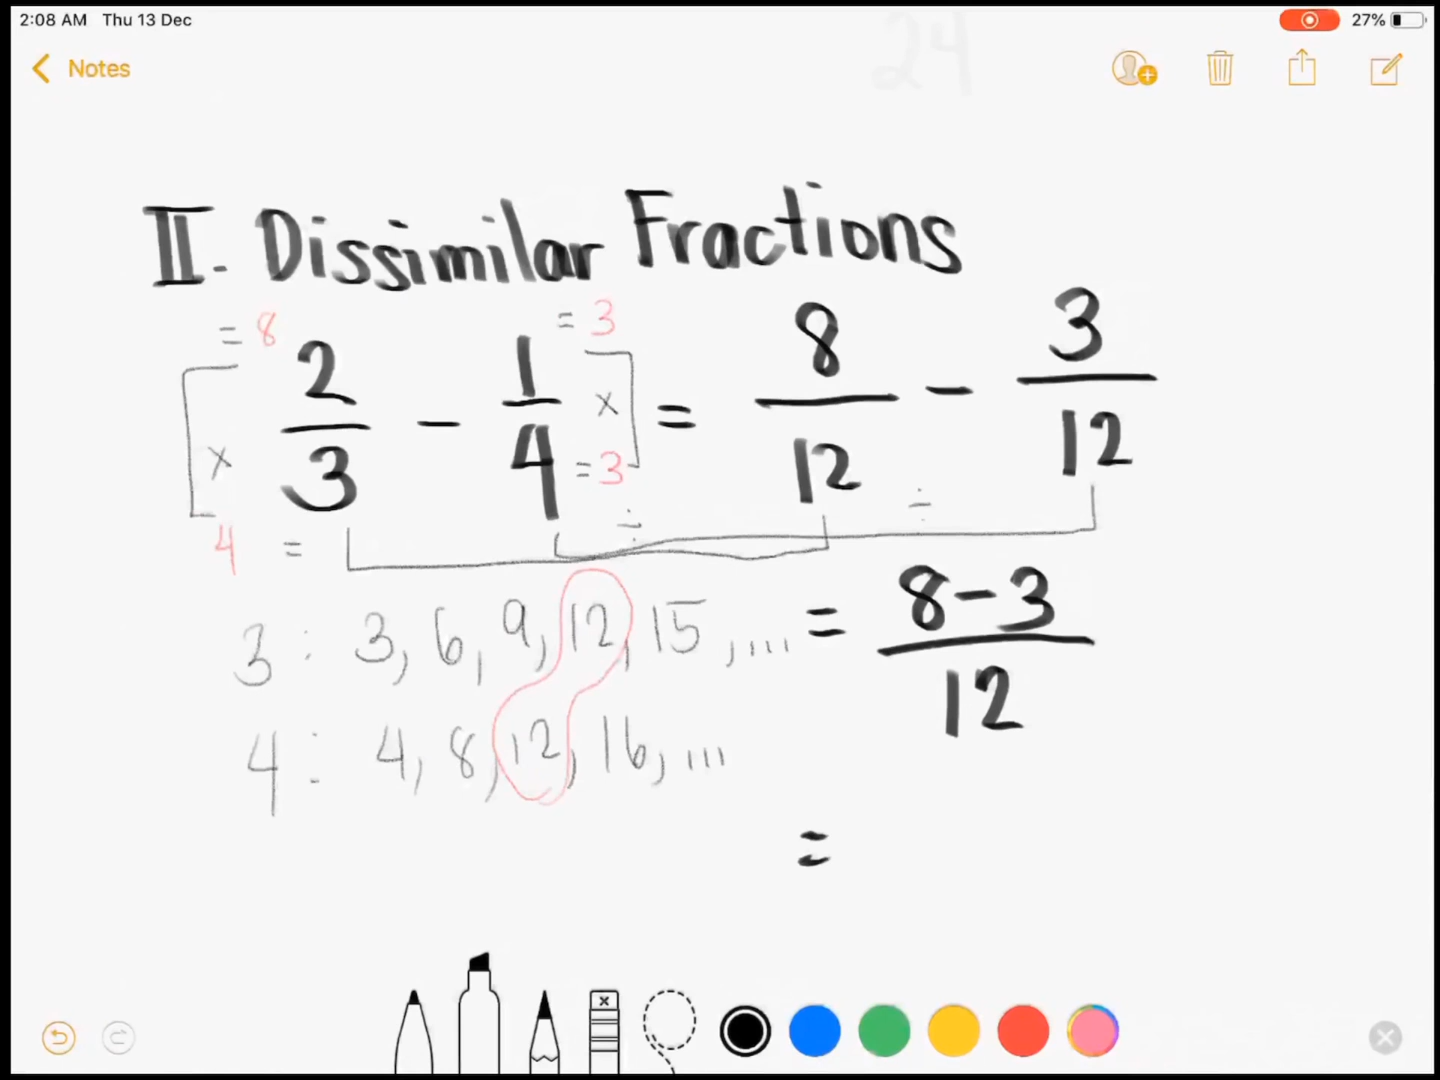 2:08 AM Thu 13 Dec 27%
24
Notes
II. Dissimilar Fractions
= 8 = 3
2/3 - 1/4 = 8/12 - 3/12
× × = 3
4 = ÷ ÷
3 : 3, 6, 9, 12, 15, .... = 8-3/12
4 : 4, 8, 12, 16, ...
=